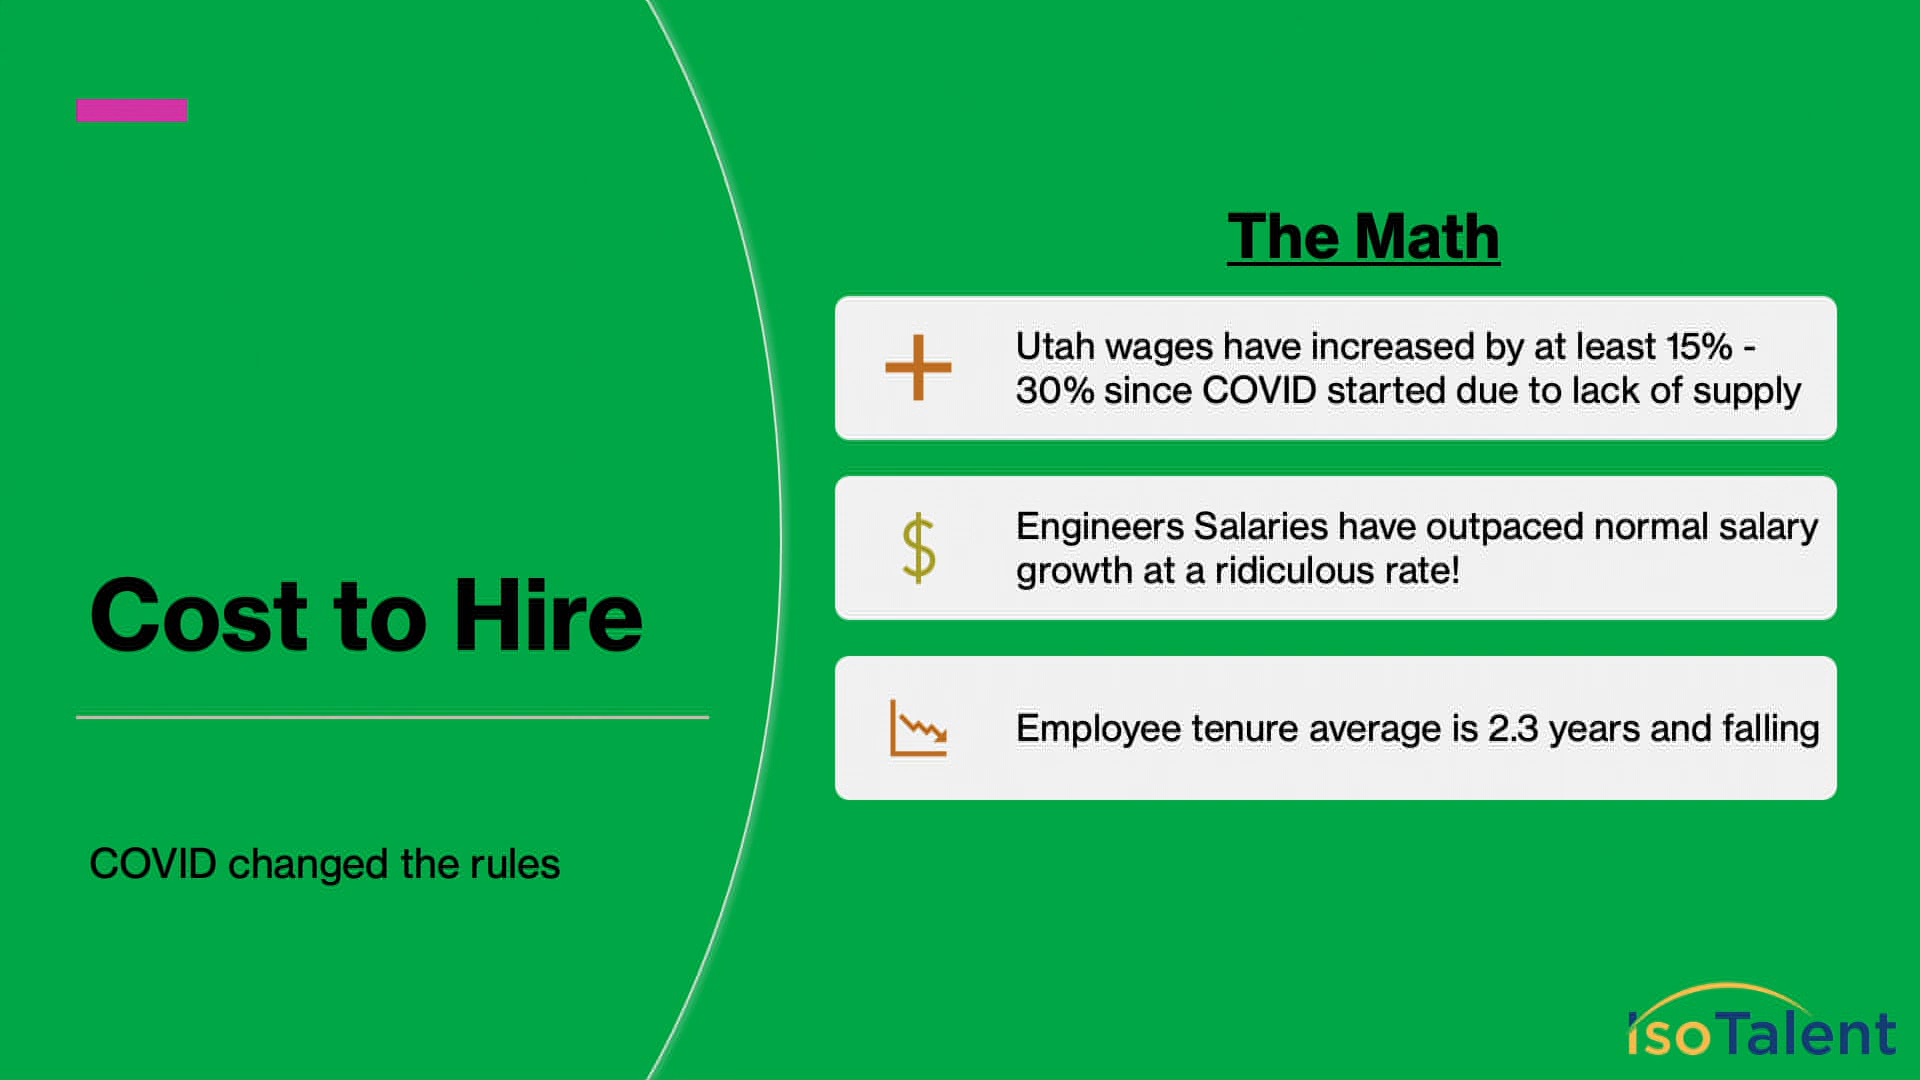 Cost to Hire
COVID changed the rules
The Math
Utah wages have increased by at least 15% -
30% since COVID started due to lack of supply
$
Engineers Salaries have outpaced normal salary
growth at a ridiculous rate!
Employee tenure average is 2.3 years and falling
isoTalent